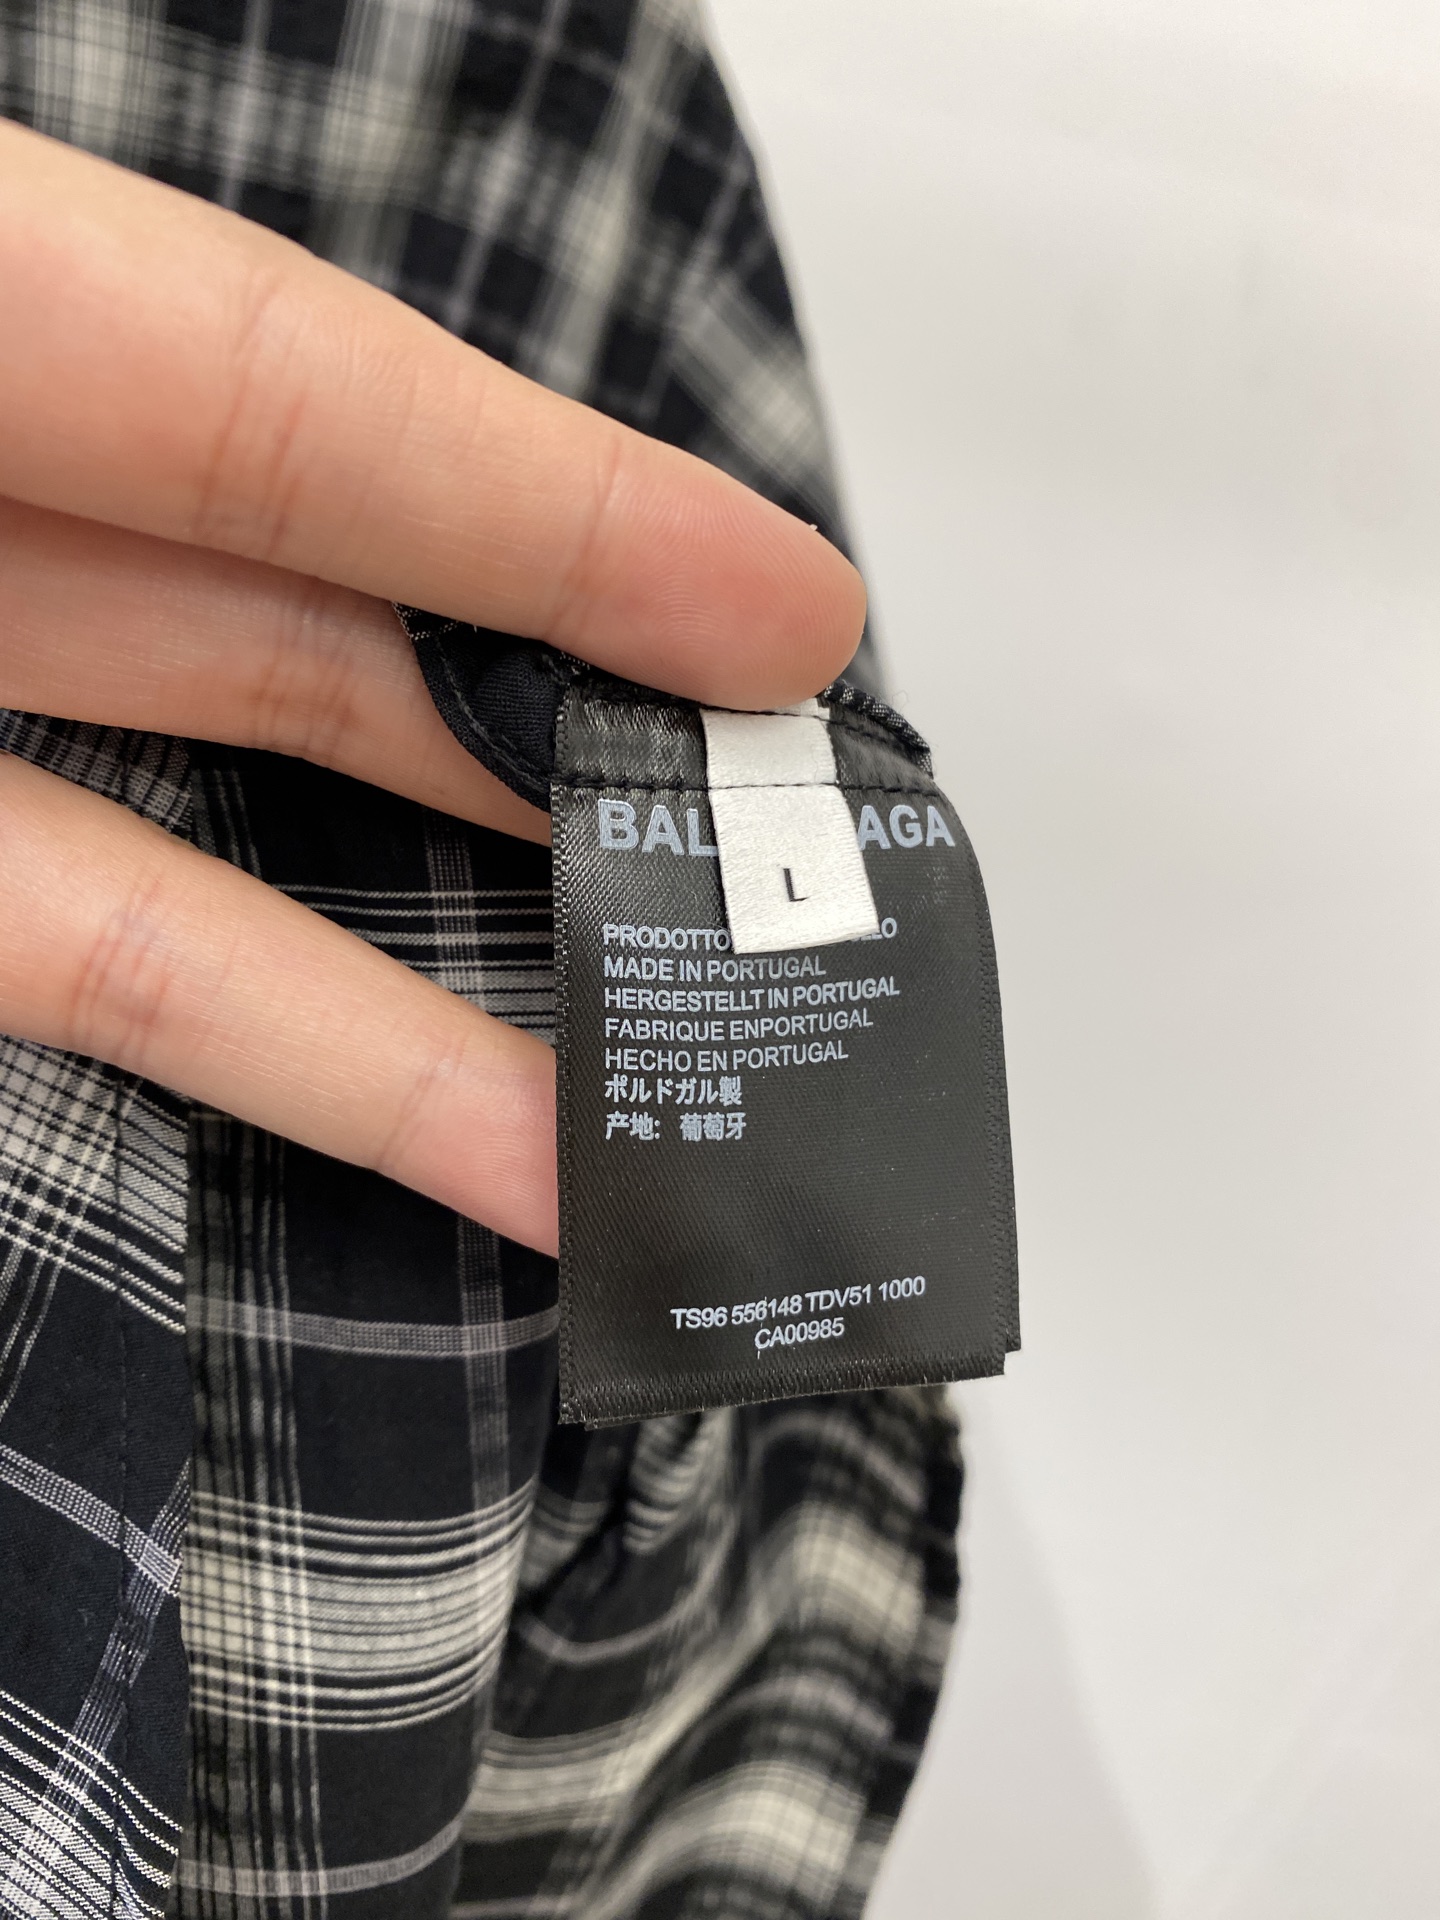 BAL AGA
L
PRODOTTO LLO
MADE IN PORTUGAL
HERGESTELLT IN PORTUGAL
FABRIQUE ENPORTUGAL
HECHO EN PORTUGAL
ポルドガル製
产地: 葡萄牙
TS96 556148 TDV51 1000
CA00985